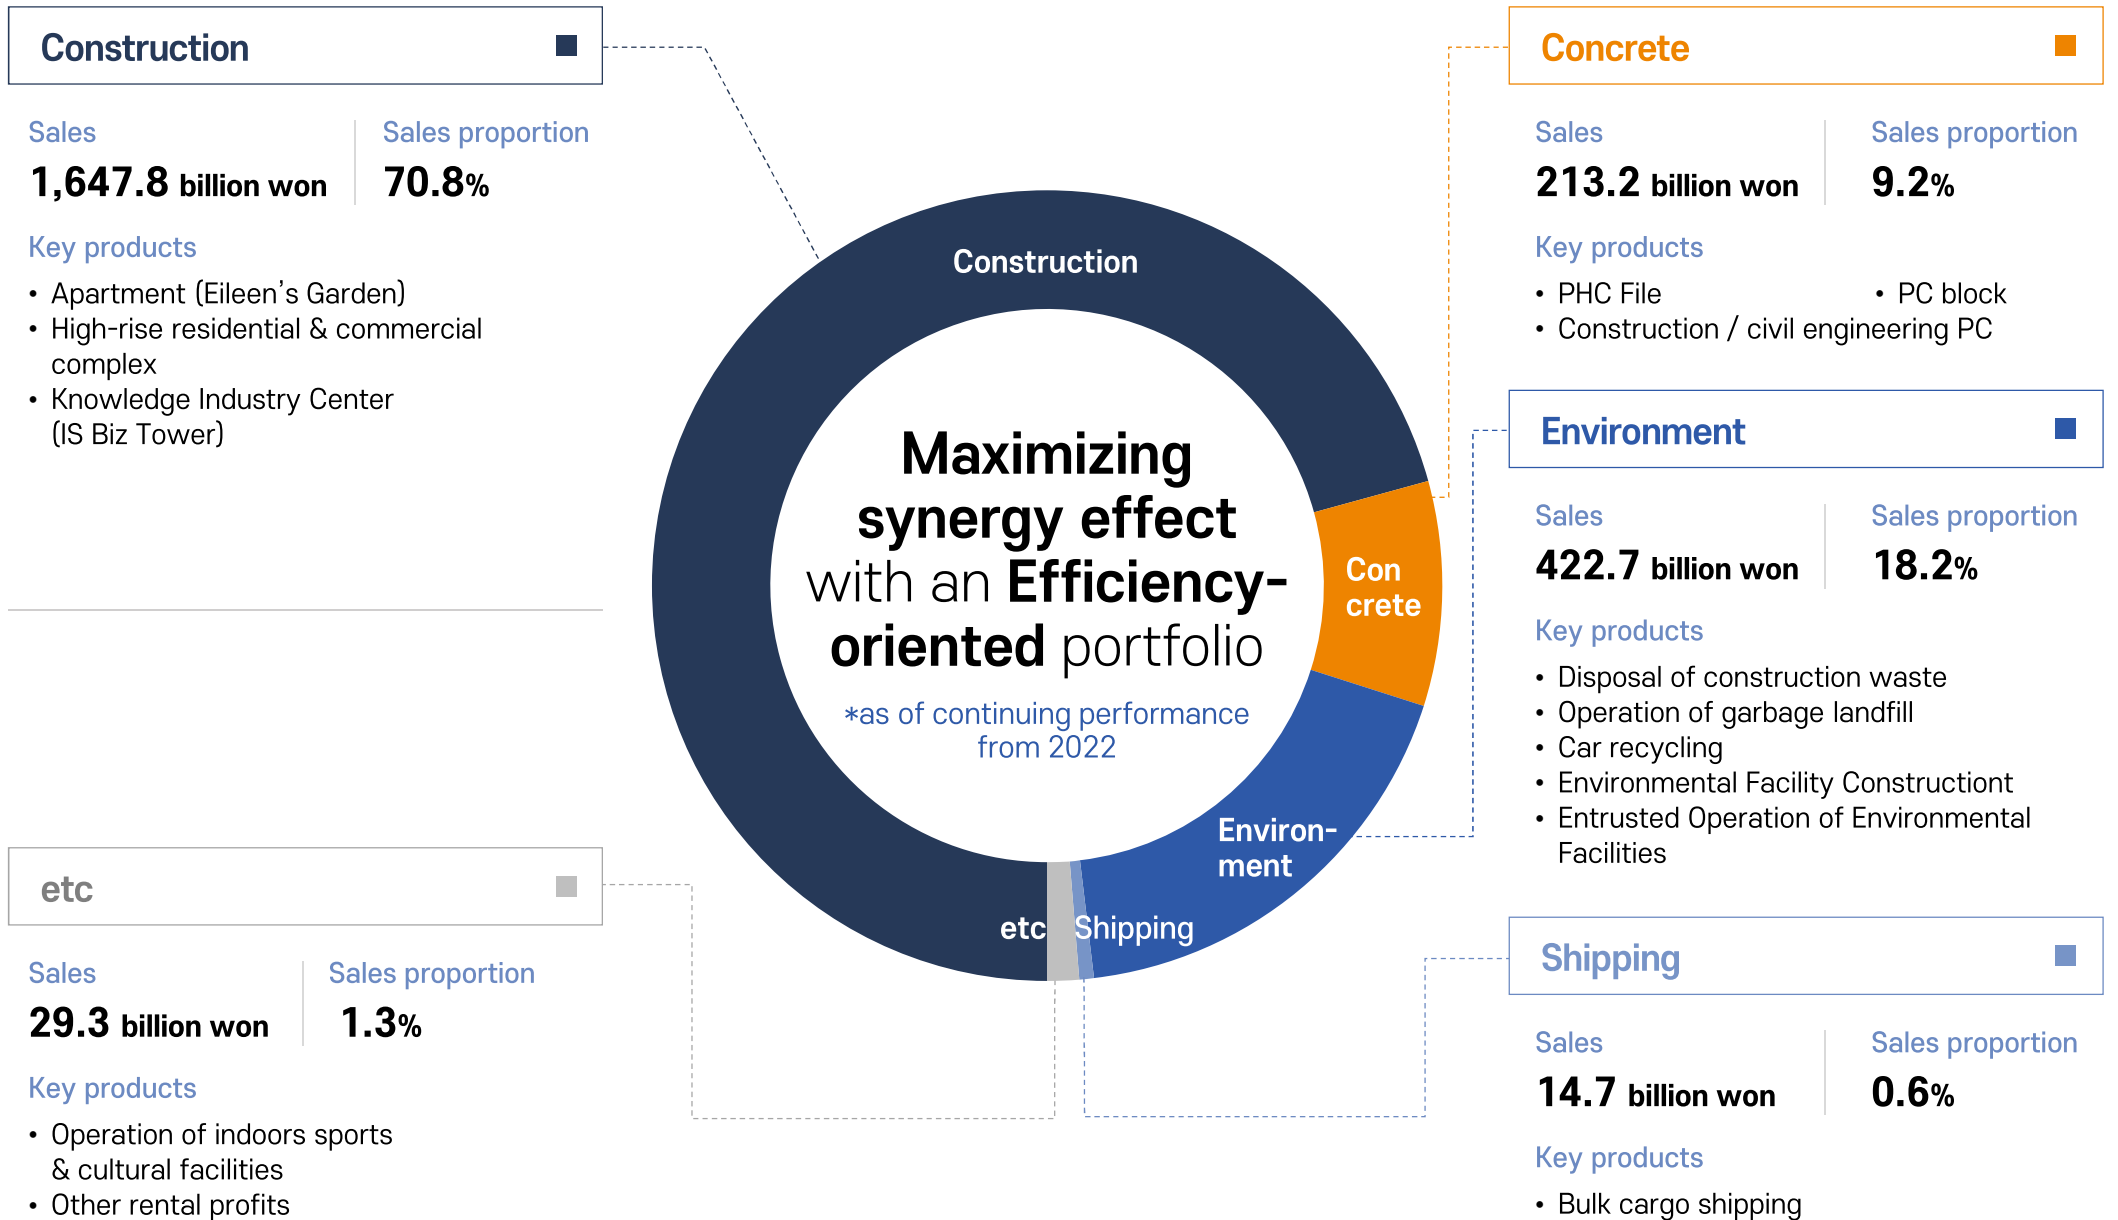 Construction
Sales
Sales proportion
1,647.8 billion won
70.8%
Key products
• Apartment (Eileen's Garden)
• High-rise residential & commercial
complex
• Knowledge Industry Center
(IS Biz Tower)
etc
Sales
Sales proportion
29.3 billion won
1.3%
Key products
• Operation of indoors sports
& cultural facilities
• Other rental profits
Construction
Con
crete
Environ-
ment
Shipping
etc
Maximizing
synergy effect
with an Efficiency-
oriented portfolio
*as of continuing performance
from 2022
Concrete
Sales
Sales proportion
213.2 billion won
9.2%
Key products
• PHC File
• PC block
• Construction / civil engineering PC
Environment
Sales
Sales proportion
422.7 billion won
18.2%
Key products
• Disposal of construction waste
• Operation of garbage landfill
• Car recycling
• Environmental Facility Constructiont
• Entrusted Operation of Environmental
Facilities
Shipping
Sales
Sales proportion
14.7 billion won
0.6%
Key products
• Bulk cargo shipping